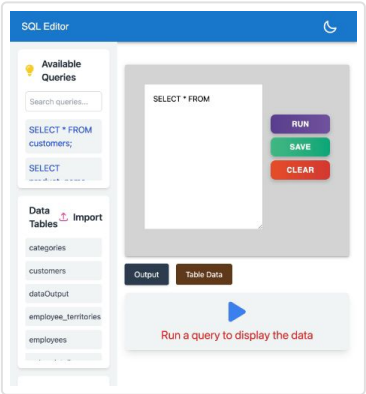 SQL Editor
Available
Queries
Search queries...
SELECT * FROM
customers;
SELECT
Data
Tables
Import
categories
customers
dataOutput
employee_territories
employees
SELECT * FROM
RUN
SAVE
CLEAR
Output
Table Data
Run a query to display the data